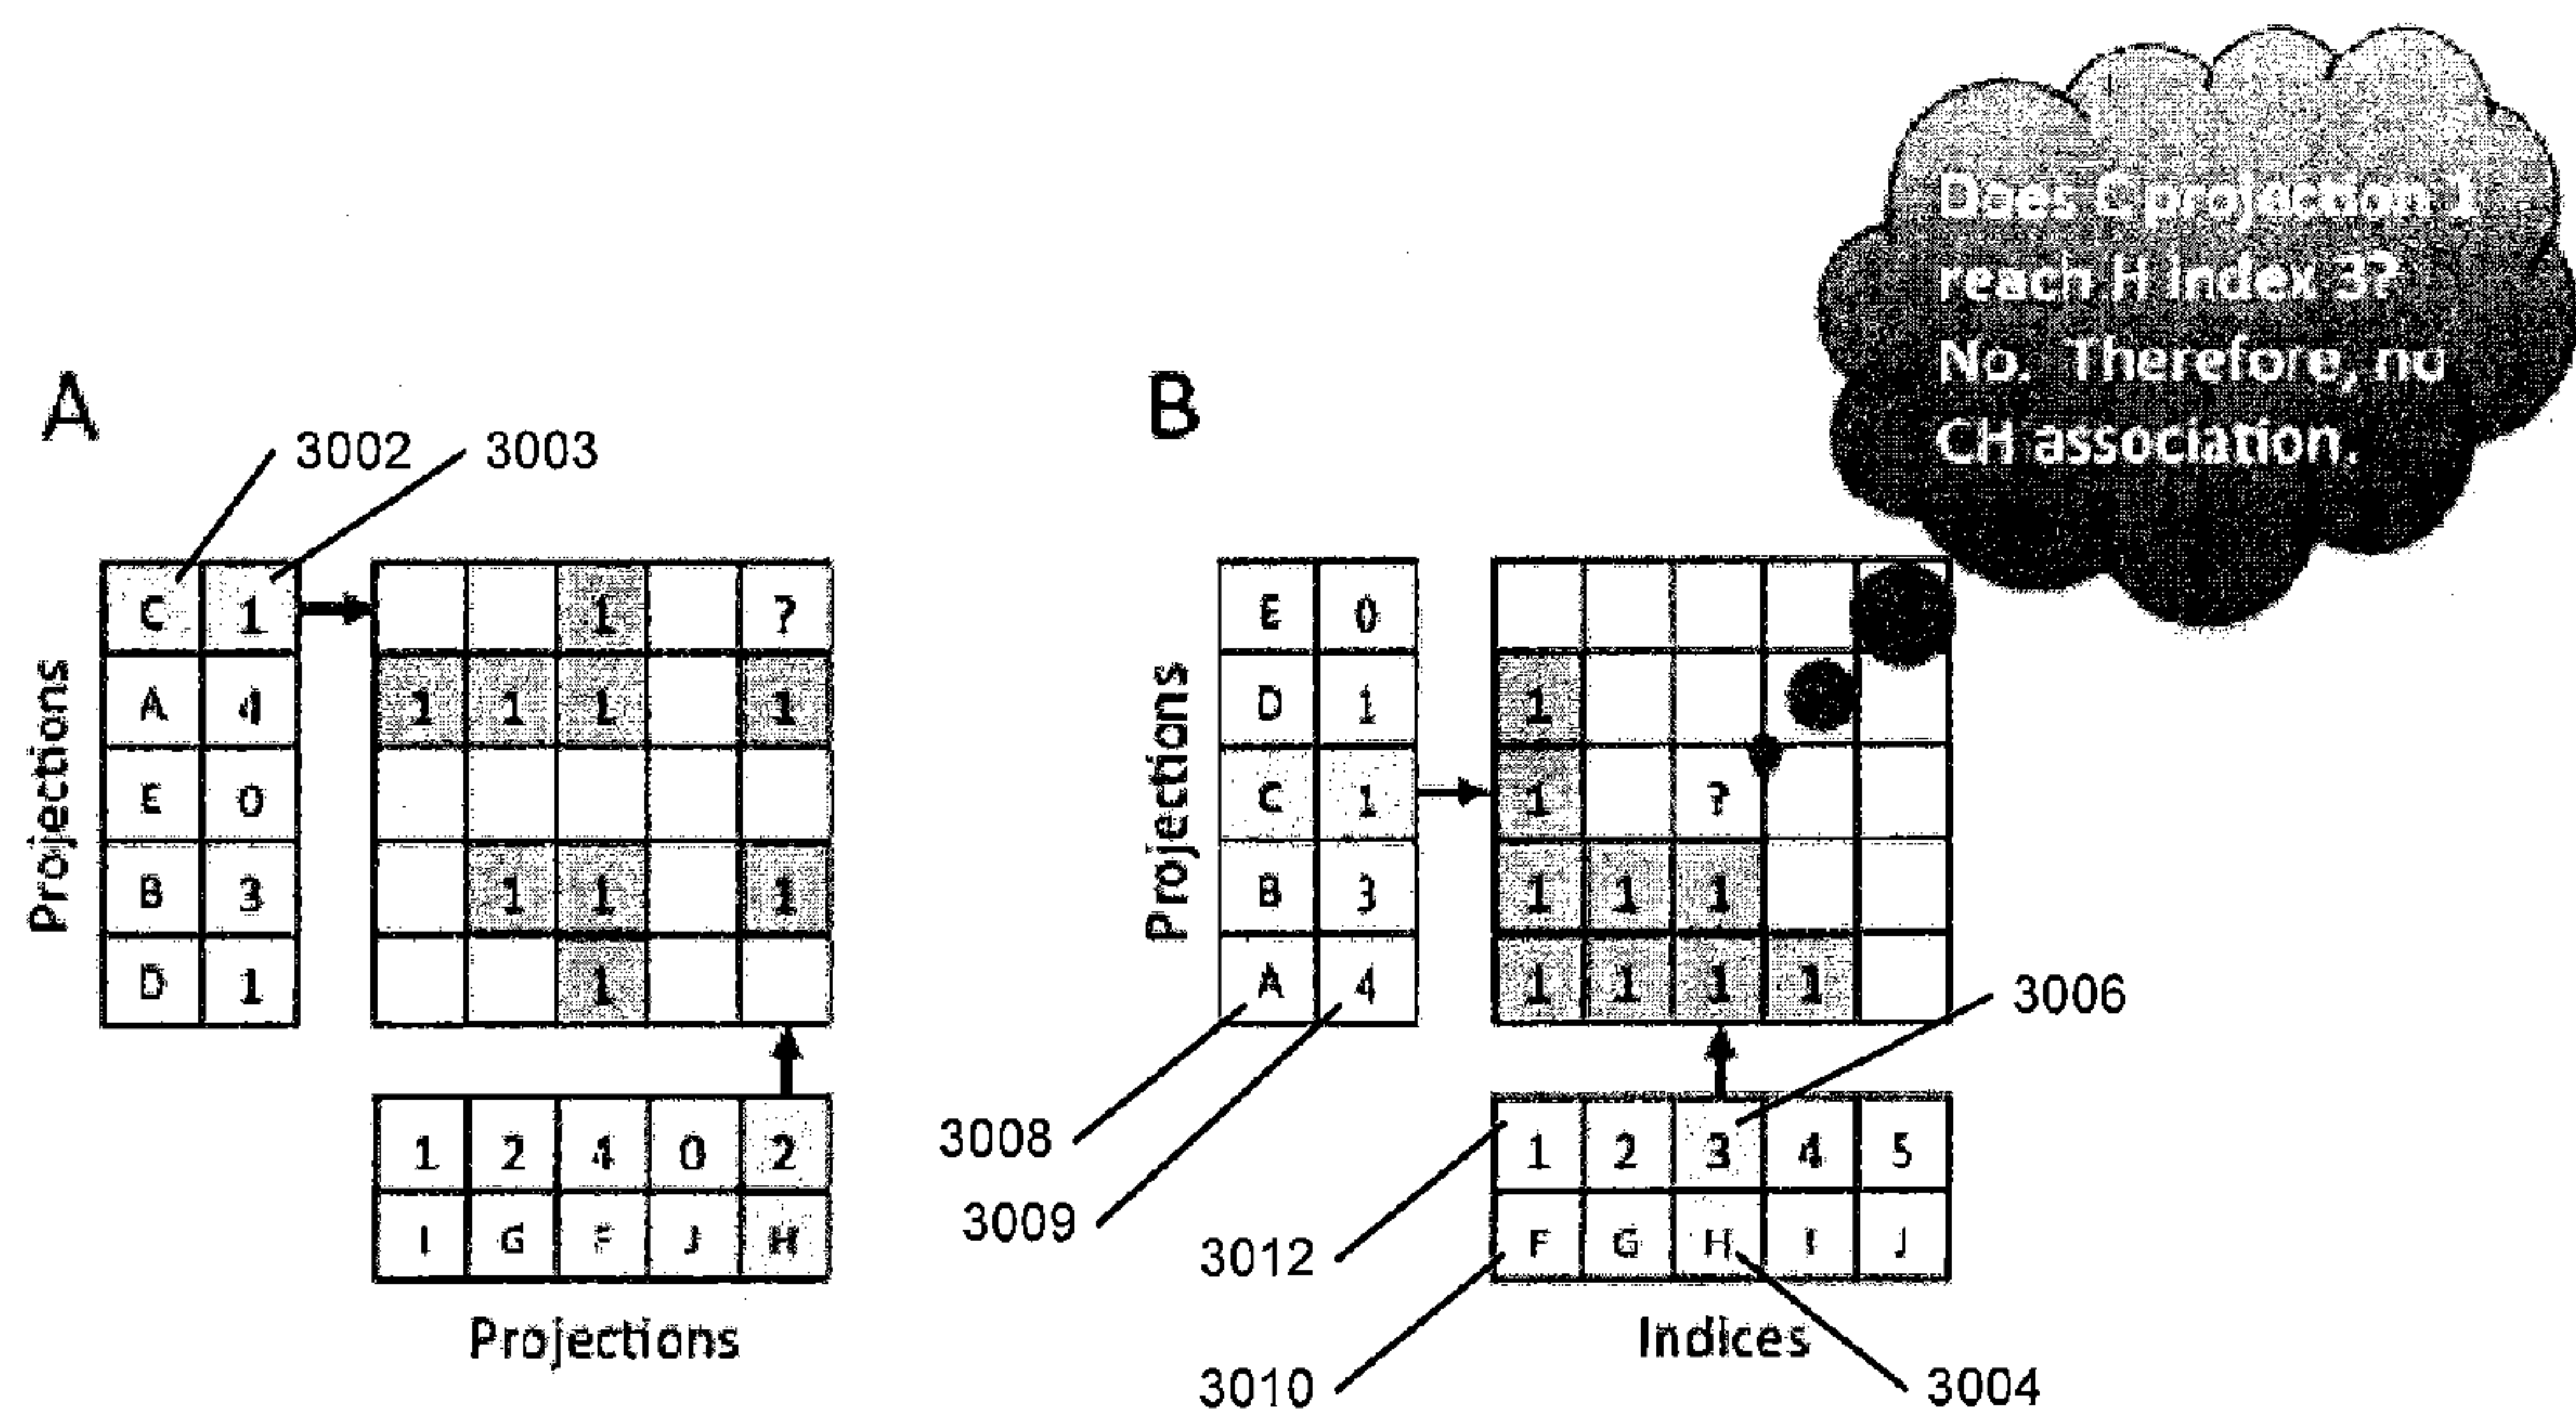 Does C projection 1
reach H Index 3?
No. Therefore, no
CH association.
A
3002 3003
Projections
C 1 1 ?
A 4 1 1 1 1
E 0
B 3 1 1 1
D 1 1
1 2 4 0 2
I G F J H
Projections
B
Projections
E 0
D 1 1
C 1 1 ?
B 3 1 1 1
A 4 1 1 1 1
3006
3008
3009
3012
3010
1 2 3 4 5
F G H I J
Indices
3004